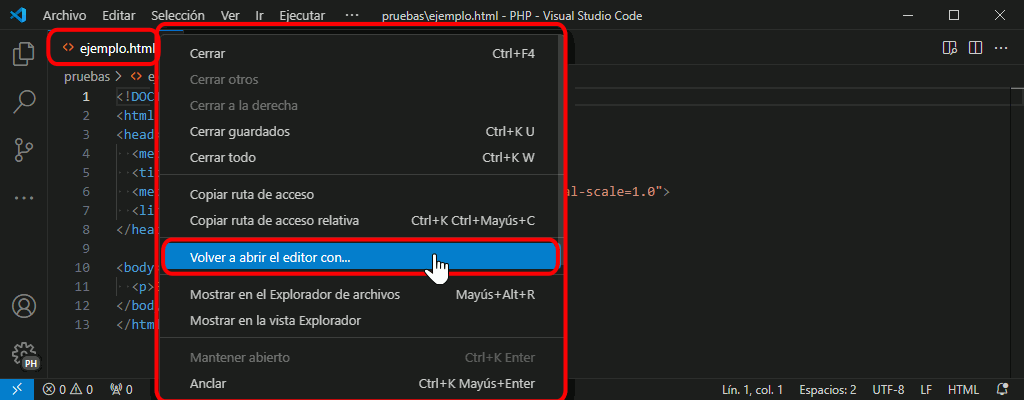 Archivo Editar Selección Ver Ir Ejecutar ··· pruebas\ejemplo.html - PHP - Visual Studio Code
<> ejemplo.html
pruebas > <> e
Cerrar Ctrl+F4
Cerrar otros
Cerrar a la derecha
Cerrar guardados Ctrl+K U
Cerrar todo Ctrl+K W
Copiar ruta de acceso
Copiar ruta de acceso relativa Ctrl+K Ctrl+Mayús+C
Volver a abrir el editor con...
Mostrar en el Explorador de archivos Mayús+Alt+R
Mostrar en la vista Explorador
Mantener abierto Ctrl+K Enter
Anclar Ctrl+K Mayús+Enter
1 <!DOC
2 <html
3 <head
4 <me
5 <ti
6 <me al-scale=1.0">
7 <li
8 </hea
9
10 <body
11 <p>
12 </bod
13 </htm
PH
0 0 0 Lín. 1, col. 1 Espacios: 2 UTF-8 LF HTML